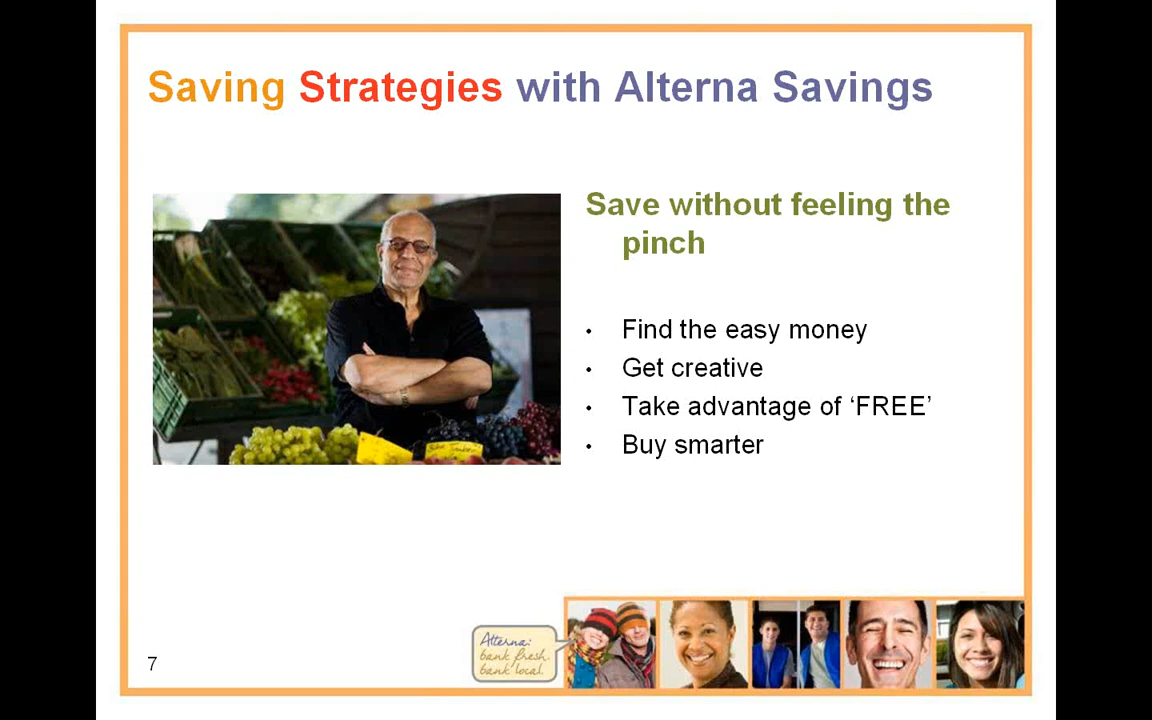 Saving Strategies with Alterna Savings
Save without feeling the
pinch
• Find the easy money
• Get creative
• Take advantage of ‘FREE’
• Buy smarter
Alterna:
bank fresh.
bank local.
7